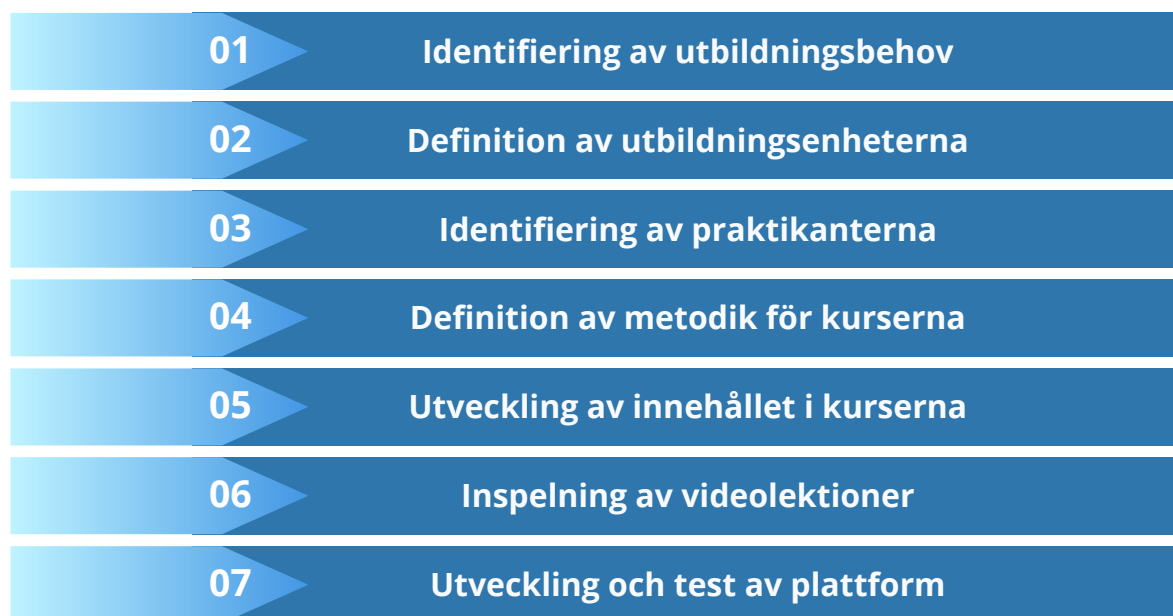 01 Identifiering av utbildningsbehov
02 Definition av utbildningsenheterna
03 Identifiering av praktikanterna
04 Definition av metodik för kurserna
05 Utveckling av innehållet i kurserna
06 Inspelning av videolektioner
07 Utveckling och test av plattform